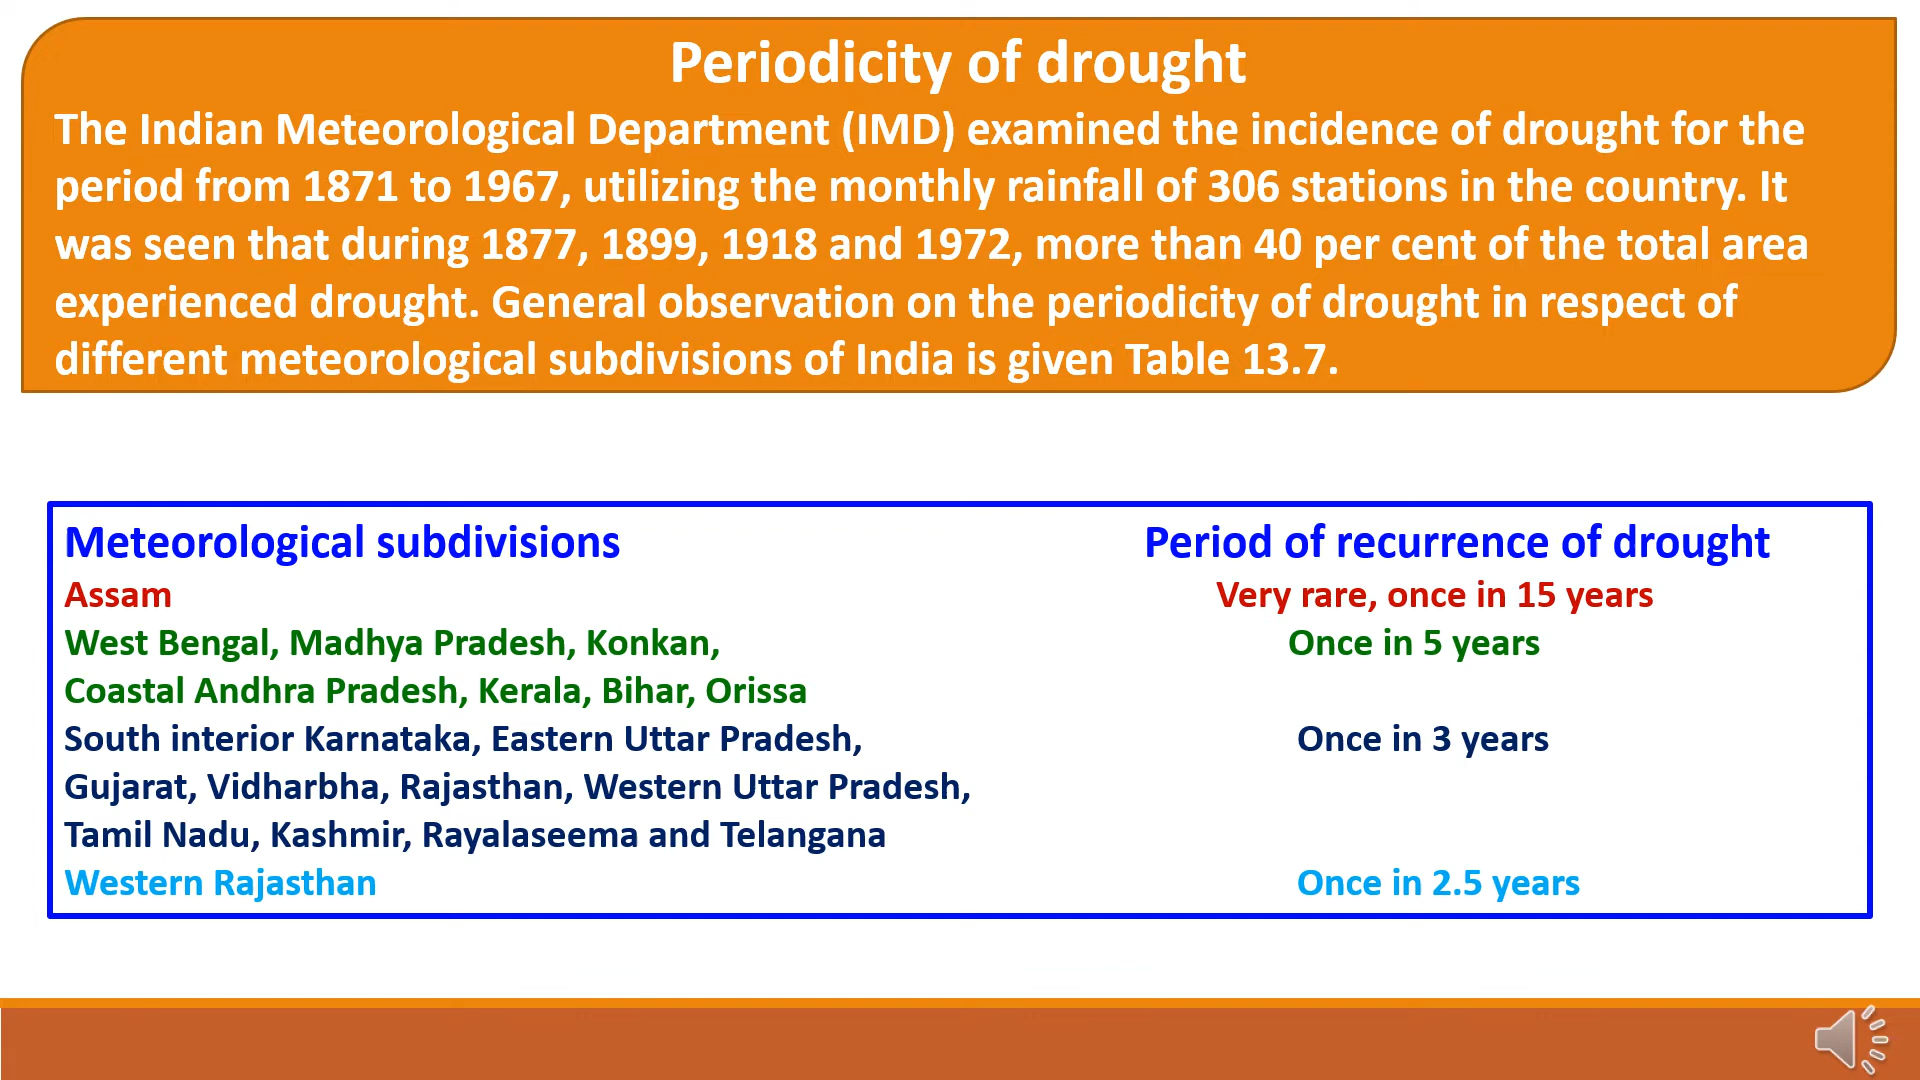 Periodicity of drought
The Indian Meteorological Department (IMD) examined the incidence of drought for the
period from 1871 to 1967, utilizing the monthly rainfall of 306 stations in the country. It
was seen that during 1877, 1899, 1918 and 1972, more than 40 per cent of the total area
experienced drought. General observation on the periodicity of drought in respect of
different meteorological subdivisions of India is given Table 13.7.
Meteorological subdivisions Period of recurrence of drought
Assam Very rare, once in 15 years
West Bengal, Madhya Pradesh, Konkan, Once in 5 years
Coastal Andhra Pradesh, Kerala, Bihar, Orissa
South interior Karnataka, Eastern Uttar Pradesh, Once in 3 years
Gujarat, Vidharbha, Rajasthan, Western Uttar Pradesh,
Tamil Nadu, Kashmir, Rayalaseema and Telangana
Western Rajasthan Once in 2.5 years